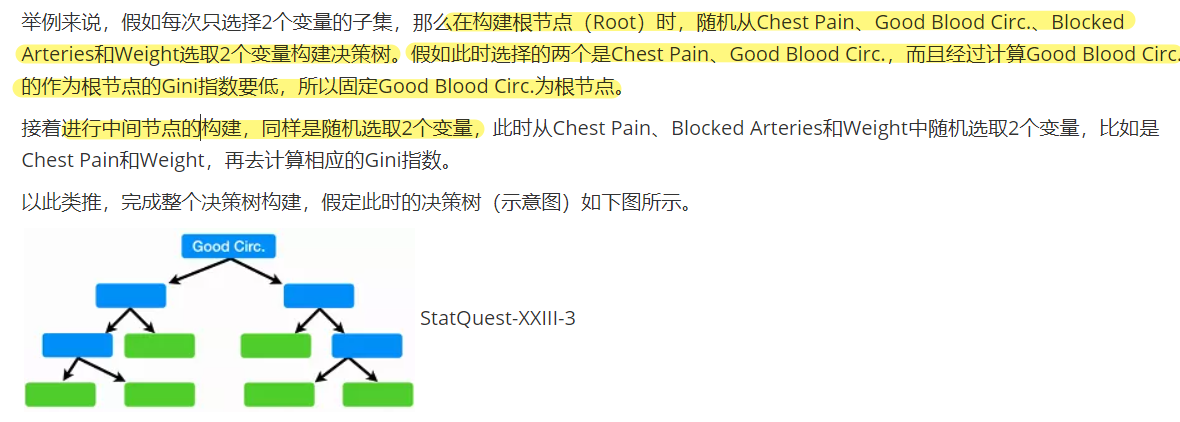 举例来说，假如每次只选择2个变量的子集，那么在构建根节点（Root）时，随机从Chest Pain、Good Blood Circ.、Blocked
Arteries和Weight选取2个变量构建决策树。假如此时选择的两个是Chest Pain、Good Blood Circ.，而且经过计算Good Blood Circ.
的作为根节点的Gini指数要低，所以固定Good Blood Circ.为根节点。
接着进行中间节点的构建，同样是随机选取2个变量，此时从Chest Pain、Blocked Arteries和Weight中随机选取2个变量，比如是
Chest Pain和Weight，再去计算相应的Gini指数。
以此类推，完成整个决策树构建，假定此时的决策树（示意图）如下图所示。
Good Circ.
StatQuest-XXIII-3